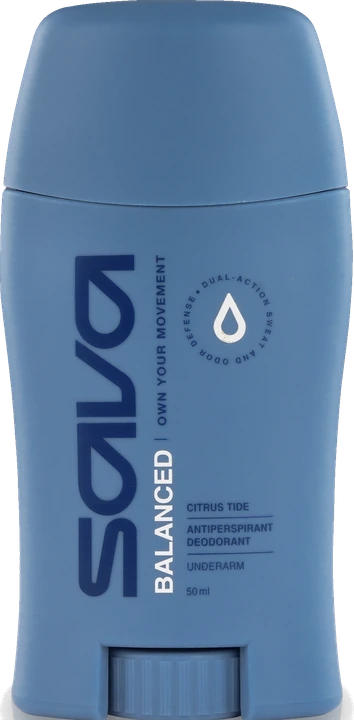 sava
BALANCED | OWN YOUR MOVEMENT
DUAL-ACTION SWEAT AND ODOR DEFENSE •
CITRUS TIDE
ANTIPERSPIRANT
DEODORANT
UNDERARM
50 ml